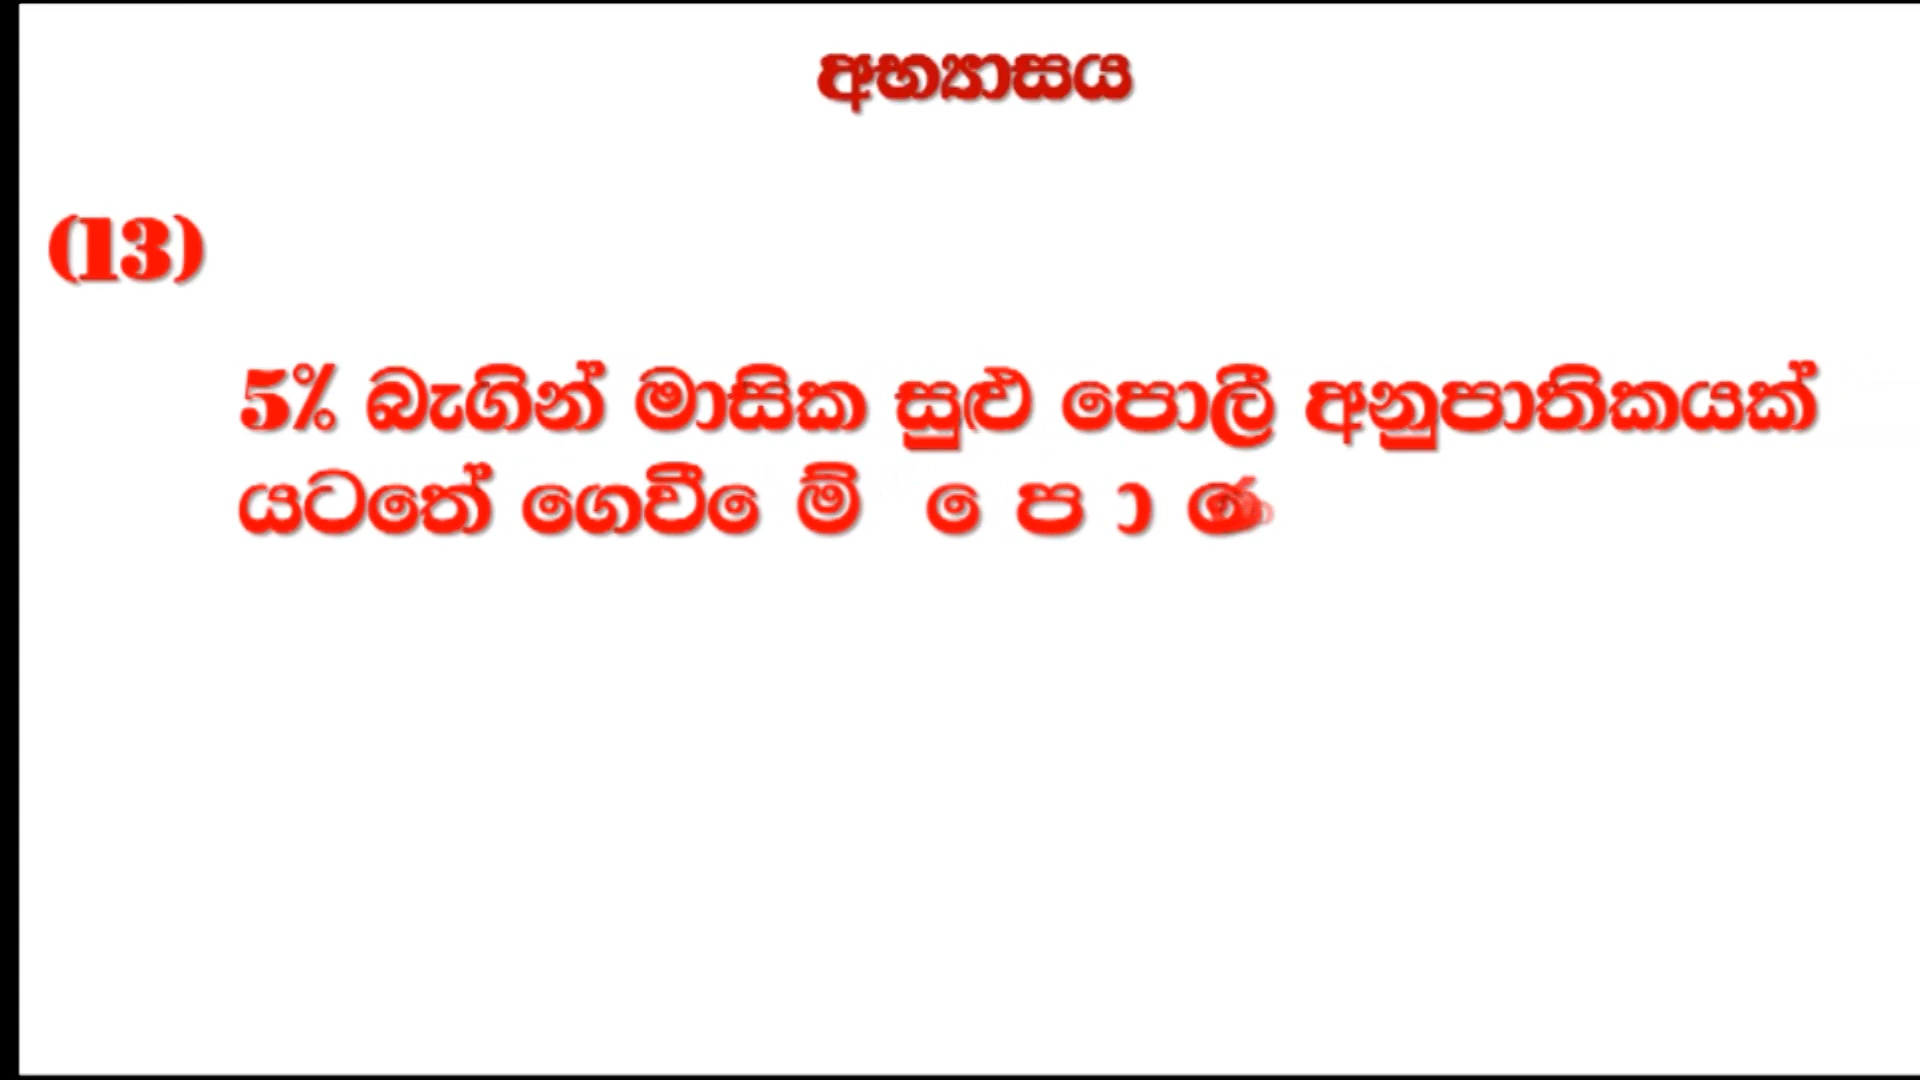 අභ්‍යාසය
(13)
5% බැගින් මාසික සුළු පොලී අනුපාතිකයක්
යටතේ ගෙවීමේ